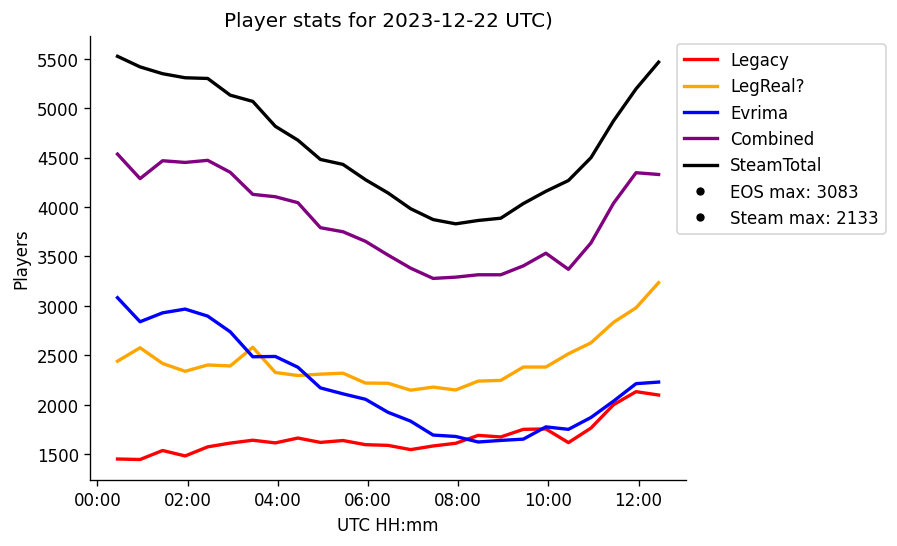 Player stats for 2023-12-22 UTC)
Players
5500
5000
4500
4000
3500
3000
2500
2000
1500
00:00 02:00 04:00 06:00 08:00 10:00 12:00
UTC HH:mm
Legacy
LegReal?
Evrima
Combined
SteamTotal
EOS max: 3083
Steam max: 2133